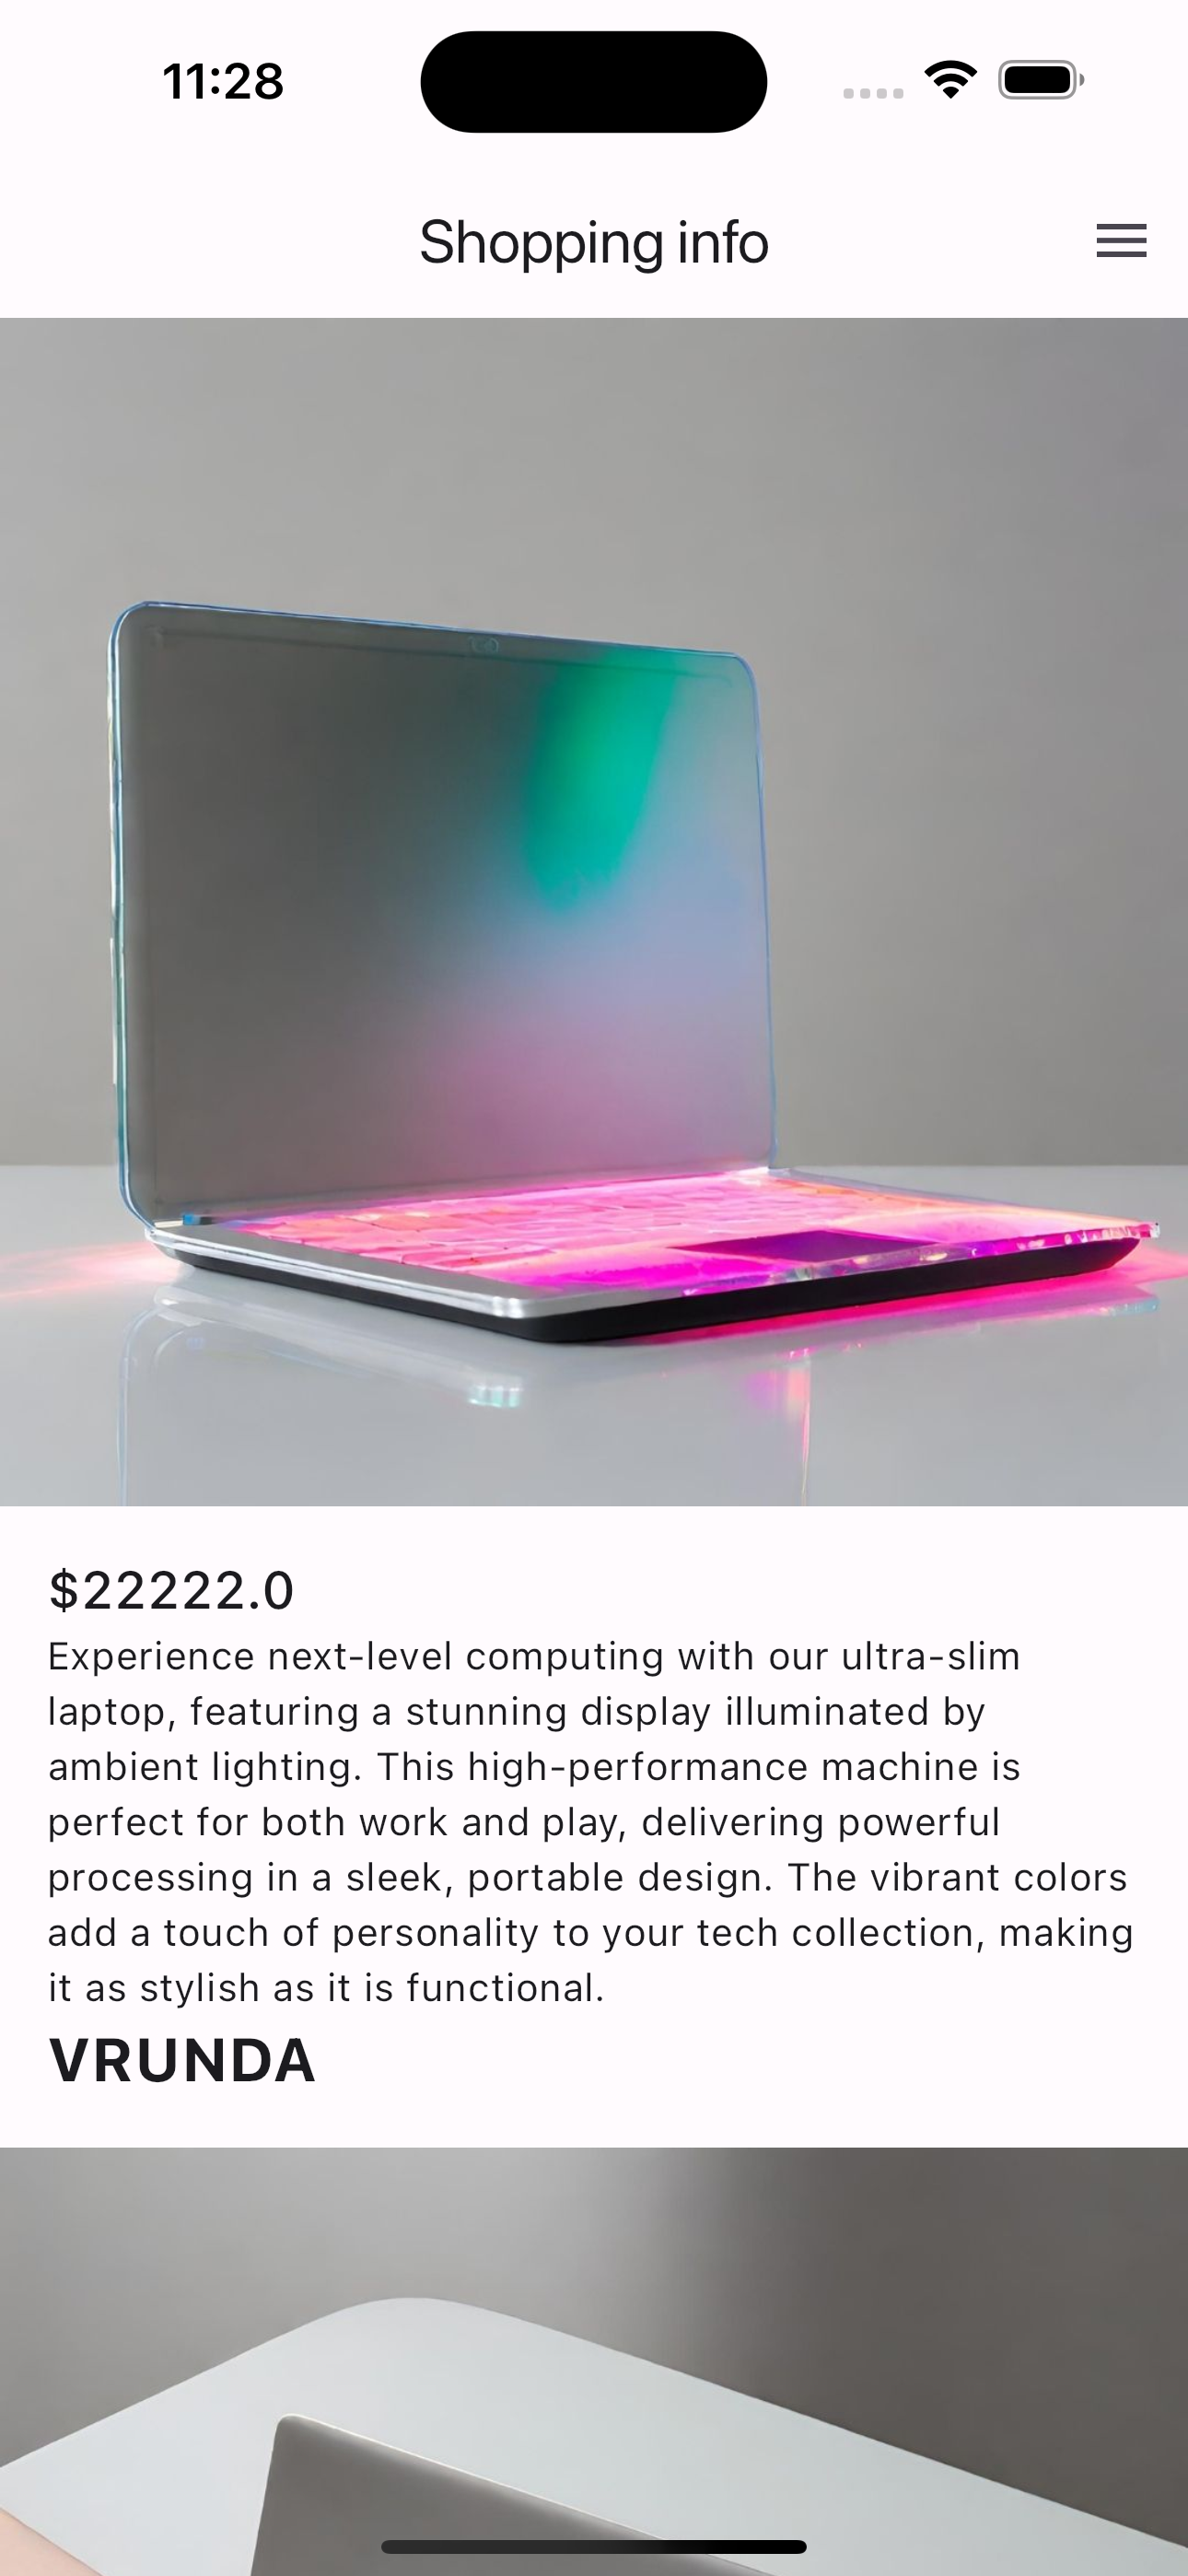 11:28
Shopping info
$22222.0
Experience next-level computing with our ultra-slim
laptop, featuring a stunning display illuminated by
ambient lighting. This high-performance machine is
perfect for both work and play, delivering powerful
processing in a sleek, portable design. The vibrant colors
add a touch of personality to your tech collection, making
it as stylish as it is functional.
VRUNDA